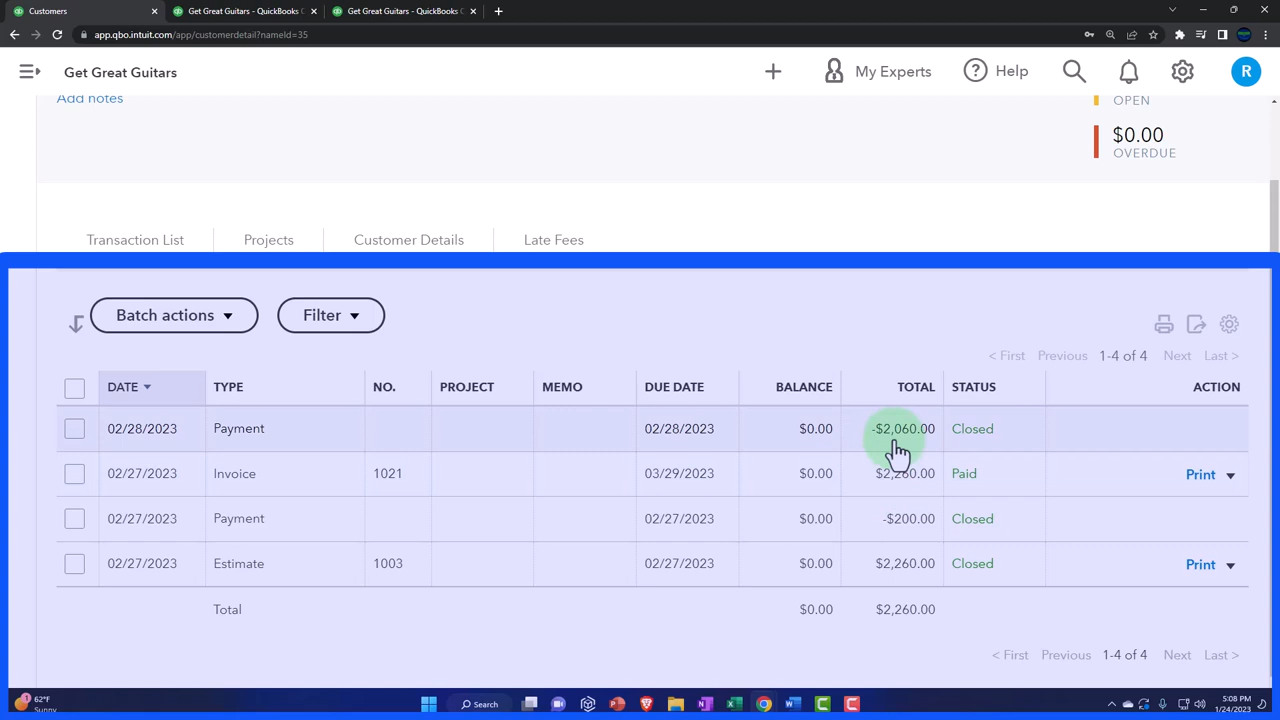 Customers
Get Great Guitars - QuickBooks C
Get Great Guitars - QuickBooks C
app.qbo.intuit.com/app/customerdetail?nameId=35
Get Great Guitars
My Experts
Help
R
Add notes
OPEN
$0.00
OVERDUE
Transaction List
Projects
Customer Details
Late Fees
Batch actions
Filter
< First Previous 1-4 of 4 Next Last >
DATE TYPE NO. PROJECT MEMO DUE DATE BALANCE TOTAL STATUS ACTION
02/28/2023 Payment 02/28/2023 $0.00 -$2,060.00 Closed
02/27/2023 Invoice 1021 03/29/2023 $0.00 $2,260.00 Paid Print
02/27/2023 Payment 02/27/2023 $0.00 -$200.00 Closed
02/27/2023 Estimate 1003 02/27/2023 $0.00 $2,260.00 Closed Print
Total $0.00 $2,260.00
< First Previous 1-4 of 4 Next Last >
62°F
Sunny
Search
5:08 PM
1/24/2023